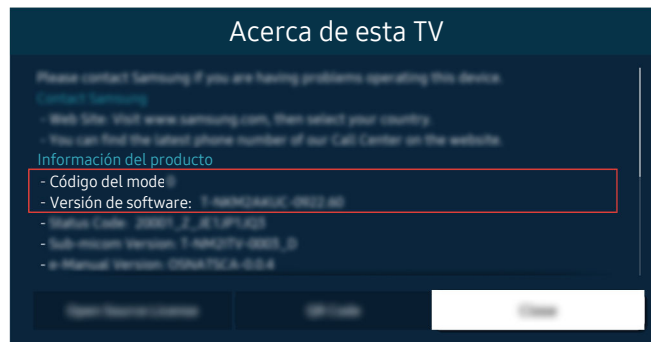 Acerca de esta TV
Please contact Samsung if you are having problems operating this device.
Contact Samsung
- Web Site: Visit www.samsung.com, then select your country.
- You can find the latest phone number of our Call Center on the website.
Información del producto
- Código del mode
- Versión de software:
- Status Code:
- Sub-micom Version:
- e-Manual Version:
Open Source License
QR Code
Close